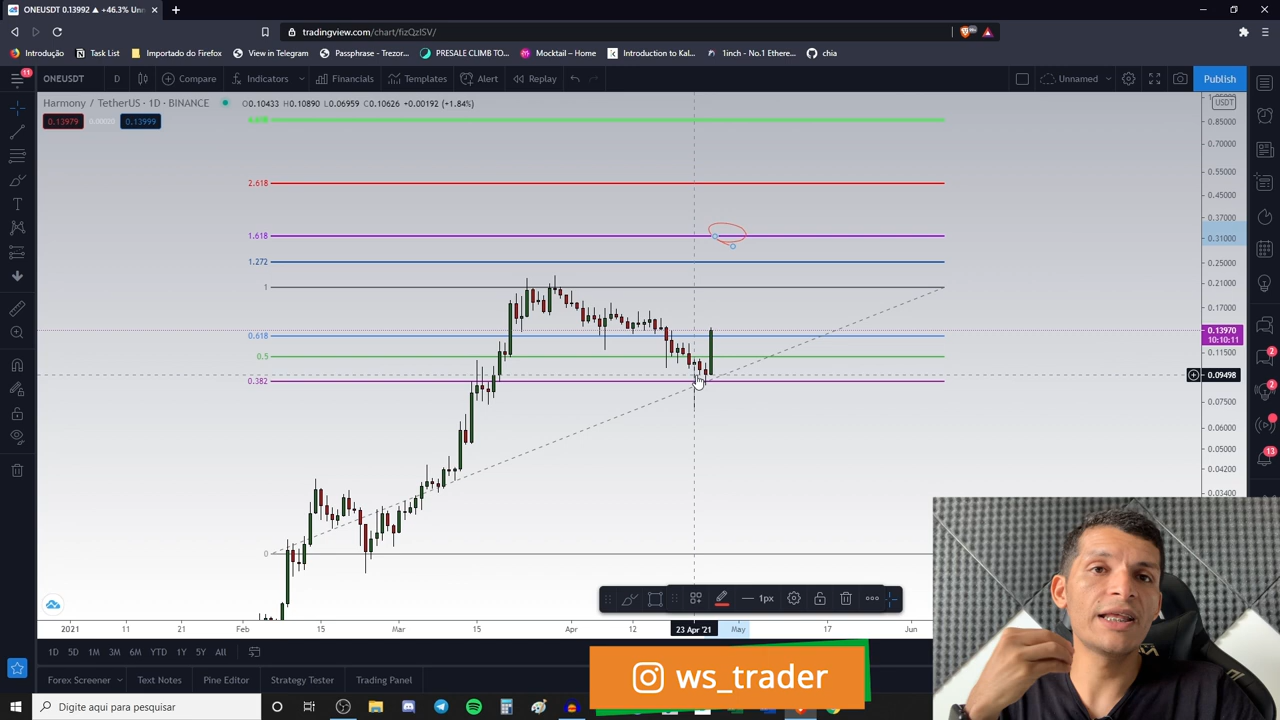 ONEUSDT 0.13992 ▲ +46.3% Un
tradingview.com/chart/fizQzISV/
Introdução Task List Importado do Firefox View in Telegram Passphrase - Trezor... PRESALE CLIMB TO... Mocktail – Home Introduction to Kal... 1inch - No.1 Ethere... chia
11 ONEUSDT D Compare Indicators Financials Templates Alert Replay Unnamed Publish
Harmony / TetherUS · 1D · BINANCE O0.10433 H0.10890 L0.06959 C0.10626 +0.00192 (+1.84%)
USDT
0.13979 0.00020 0.13999
0.85000
0.70000
2.618
0.55000
0.45000
0.37000
1.618
0.31000
1.272
0.25000
1
0.21000
0.17000
0.618
0.13970
10:10:11
0.5
0.11500
0.382
0.09498
0.07500
0.06000
0.05000
0.04200
0.03400
0
1px
2021 11 21 Feb 15 Mar 15 Apr 12 23 Apr '21 May 17 Jun
1D 5D 1M 3M 6M YTD 1Y 5Y All
Forex Screener Text Notes Pine Editor Strategy Tester Trading Panel
ws_trader
Digite aqui para pesquisar
2
2
13